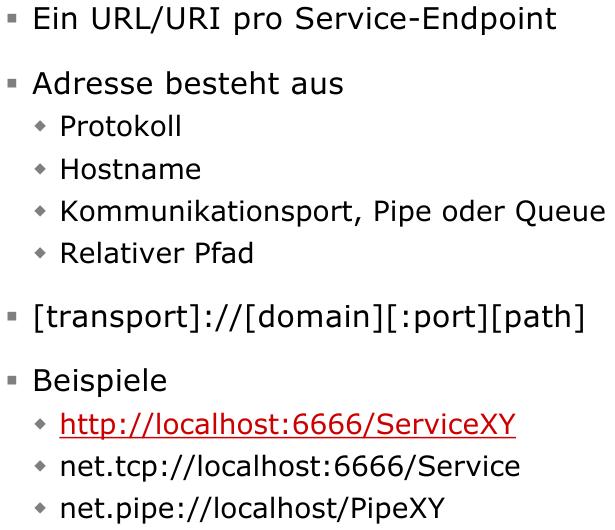 Ein URL/URI pro Service-Endpoint
Adresse besteht aus
Protokoll
Hostname
Kommunikationsport, Pipe oder Queue
Relativer Pfad
[transport]://[domain][:port][path]
Beispiele
http://localhost:6666/ServiceXY
net.tcp://localhost:6666/Service
net.pipe://localhost/PipeXY